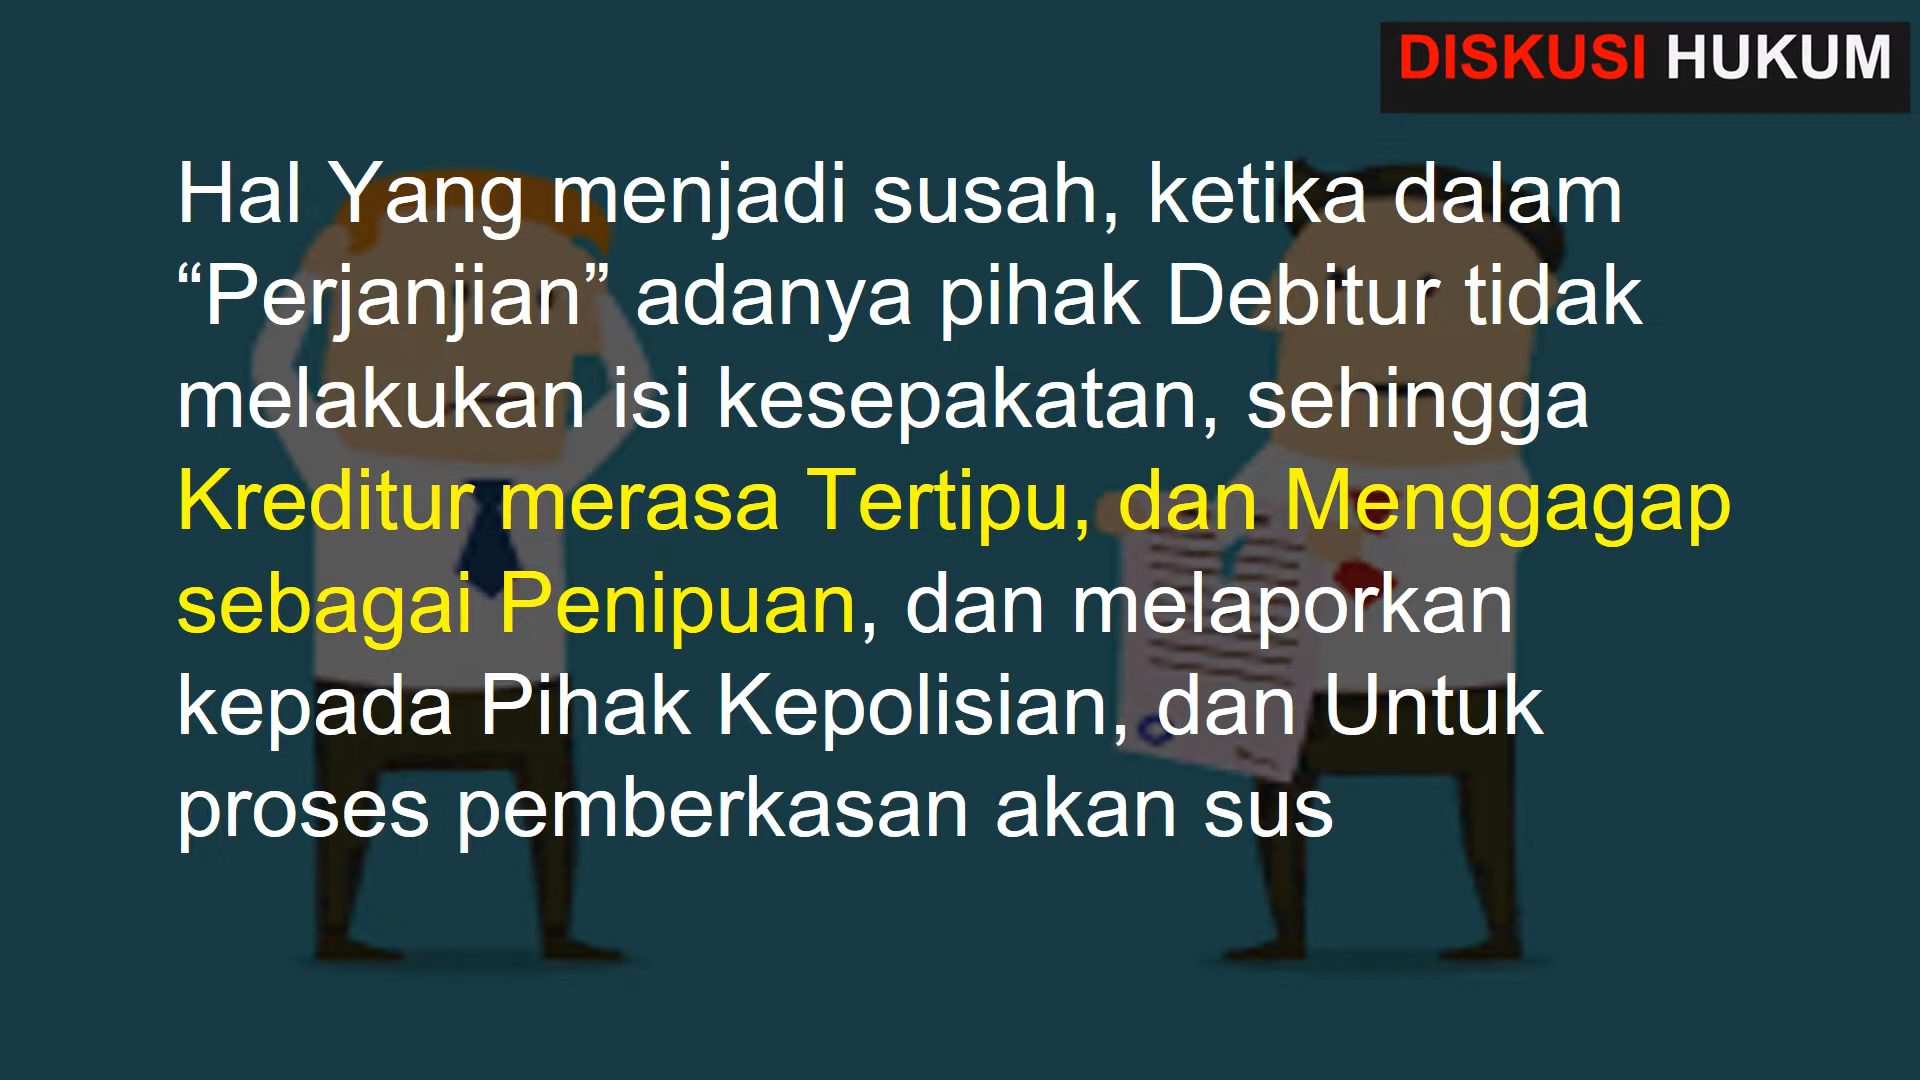 DISKUSI HUKUM
Hal Yang menjadi susah, ketika dalam
“Perjanjian” adanya pihak Debitur tidak
melakukan isi kesepakatan, sehingga
Kreditur merasa Tertipu, dan Menggagap
sebagai Penipuan, dan melaporkan
kepada Pihak Kepolisian, dan Untuk
proses pemberkasan akan sus